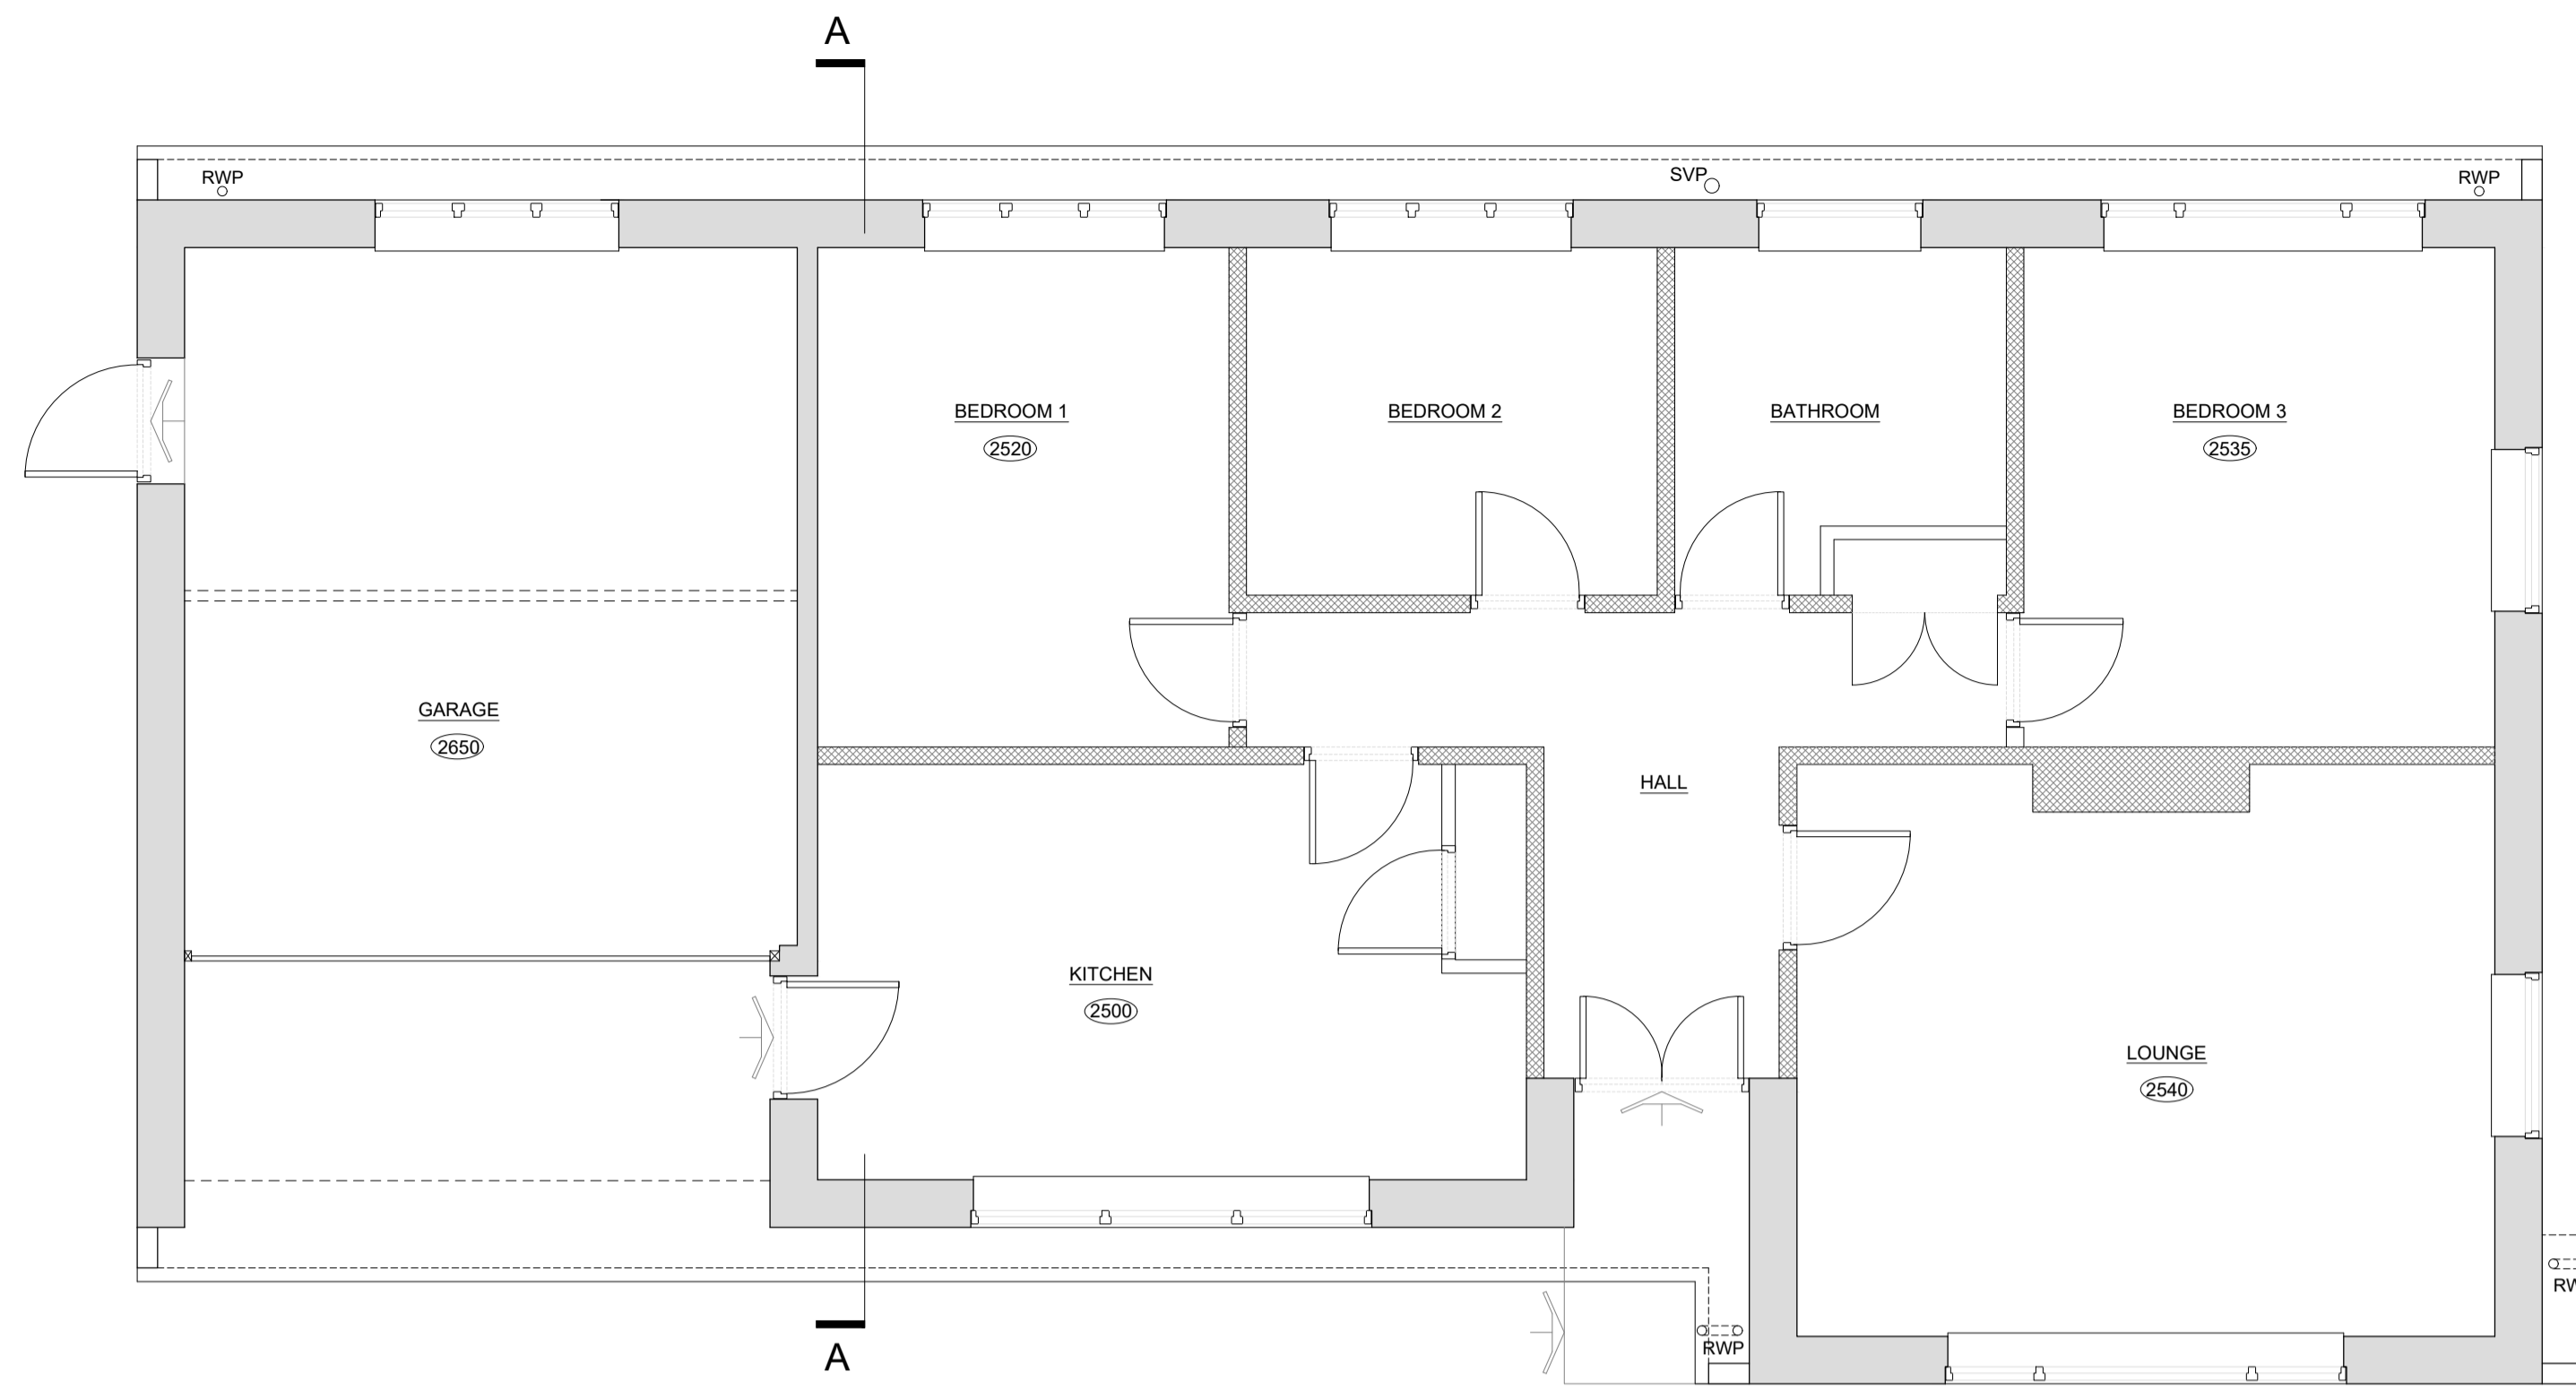 A
RWP
SVP
RWP
BEDROOM 1
2520
BEDROOM 2
BATHROOM
BEDROOM 3
2535
GARAGE
2650
HALL
KITCHEN
2500
LOUNGE
2540
RWP
A